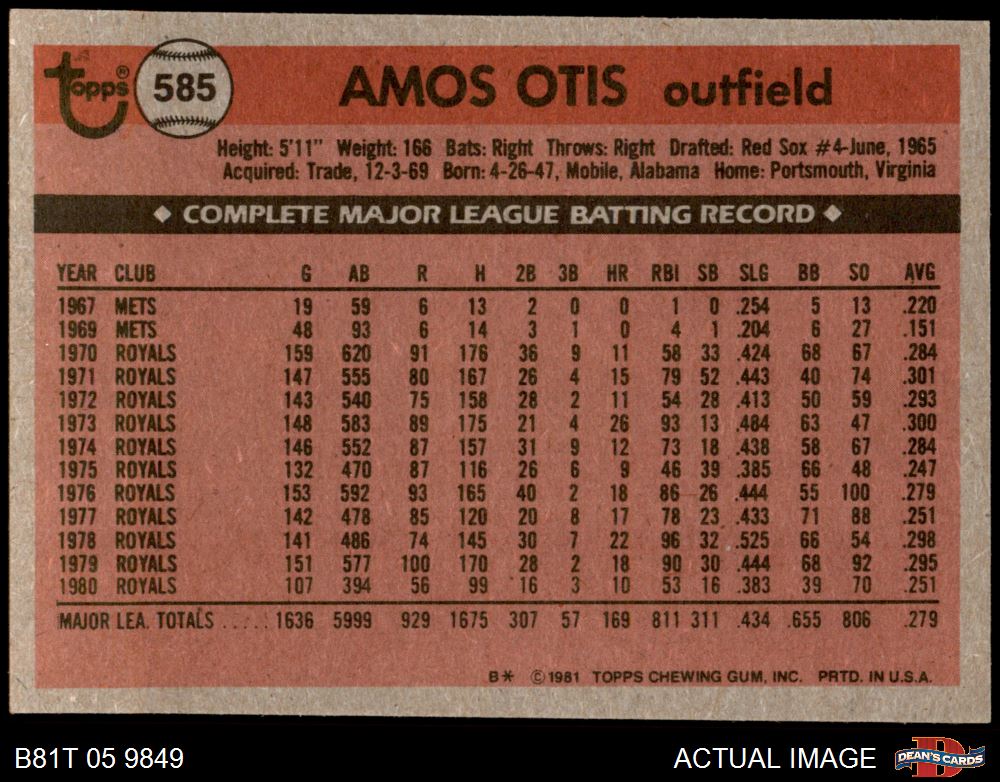 topps® 585 AMOS OTIS outfield
Height: 5'11" Weight: 166 Bats: Right Throws: Right Drafted: Red Sox #4-June, 1965
Acquired: Trade, 12-3-69 Born: 4-26-47, Mobile, Alabama Home: Portsmouth, Virginia
◆ COMPLETE MAJOR LEAGUE BATTING RECORD ◆
YEAR CLUB G AB R H 2B 3B HR RBI SB SLG BB SO AVG
1967 METS 19 59 6 13 2 0 0 1 0 .254 5 13 .220
1969 METS 48 93 6 14 3 1 0 4 1 .204 6 27 .151
1970 ROYALS 159 620 91 176 36 9 11 58 33 .424 68 67 .284
1971 ROYALS 147 555 80 167 26 4 15 79 52 .443 40 74 .301
1972 ROYALS 143 540 75 158 28 2 11 54 28 .413 50 59 .293
1973 ROYALS 148 583 89 175 21 4 26 93 13 .484 63 47 .300
1974 ROYALS 146 552 87 157 31 9 12 73 18 .438 58 67 .284
1975 ROYALS 132 470 87 116 26 6 9 46 39 .385 66 48 .247
1976 ROYALS 153 592 93 165 40 2 18 86 26 .444 55 100 .279
1977 ROYALS 142 478 85 120 20 8 17 78 23 .433 71 88 .251
1978 ROYALS 141 486 74 145 30 7 22 96 32 .525 66 54 .298
1979 ROYALS 151 577 100 170 28 2 18 90 30 .444 68 92 .295
1980 ROYALS 107 394 56 99 16 3 10 53 16 .383 39 70 .251
MAJOR LEA. TOTALS ..... 1636 5999 929 1675 307 57 169 811 311 .434 .655 806 .279
B* ©1981 TOPPS CHEWING GUM, INC. PRTD. IN U.S.A.
B81T 05 9849 ACTUAL IMAGE D DEAN'S CARDS